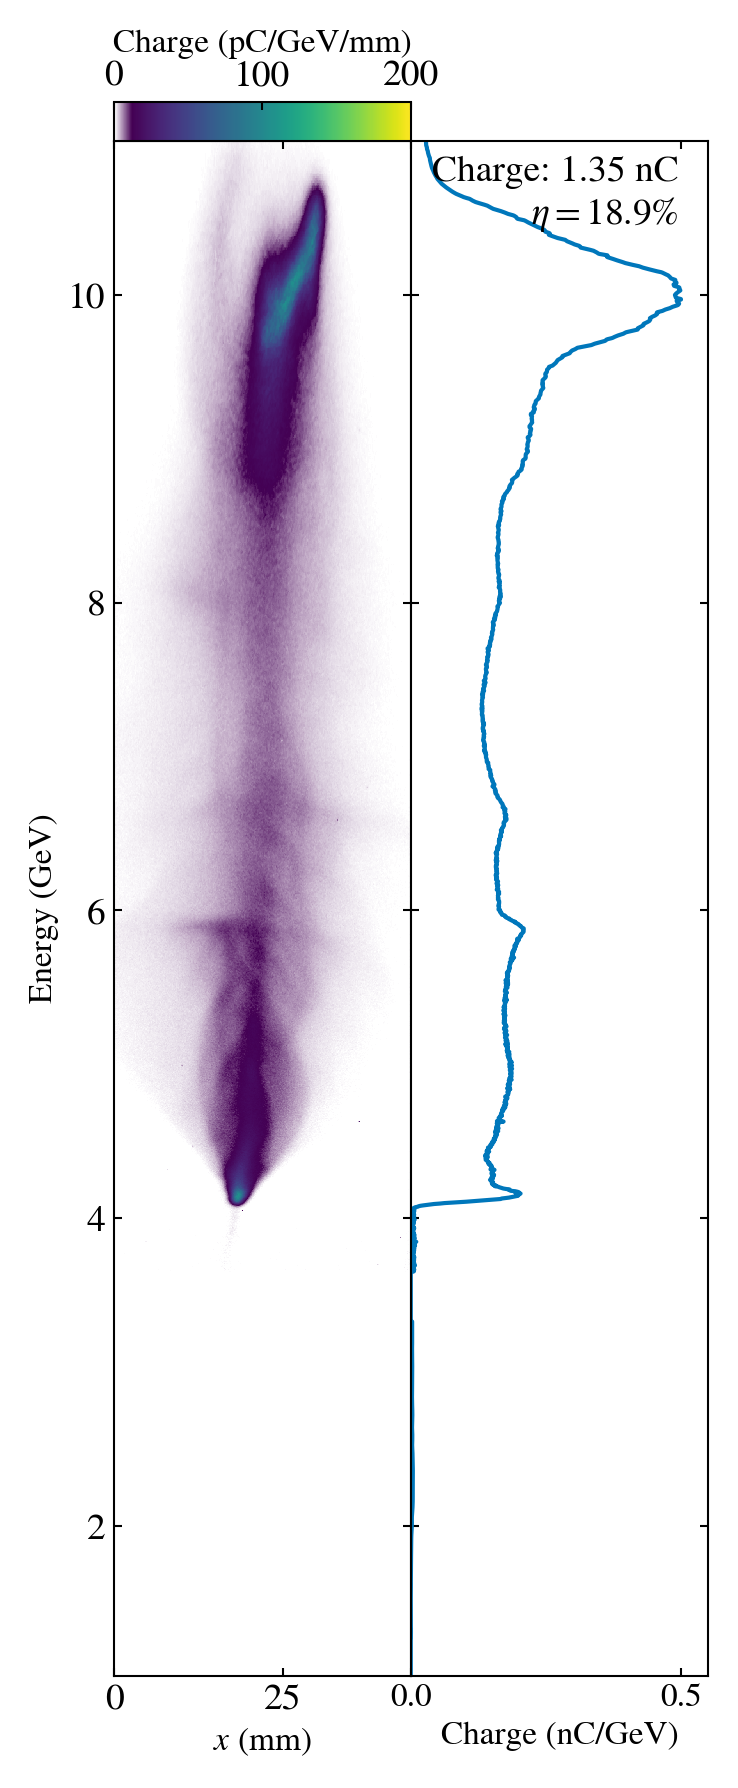 Charge (pC/GeV/mm)
0 100 200
Charge: 1.35 nC
η = 18.9%
10
8
6
4
2
Energy (GeV)
0 25
x (mm)
0.0 0.5
Charge (nC/GeV)